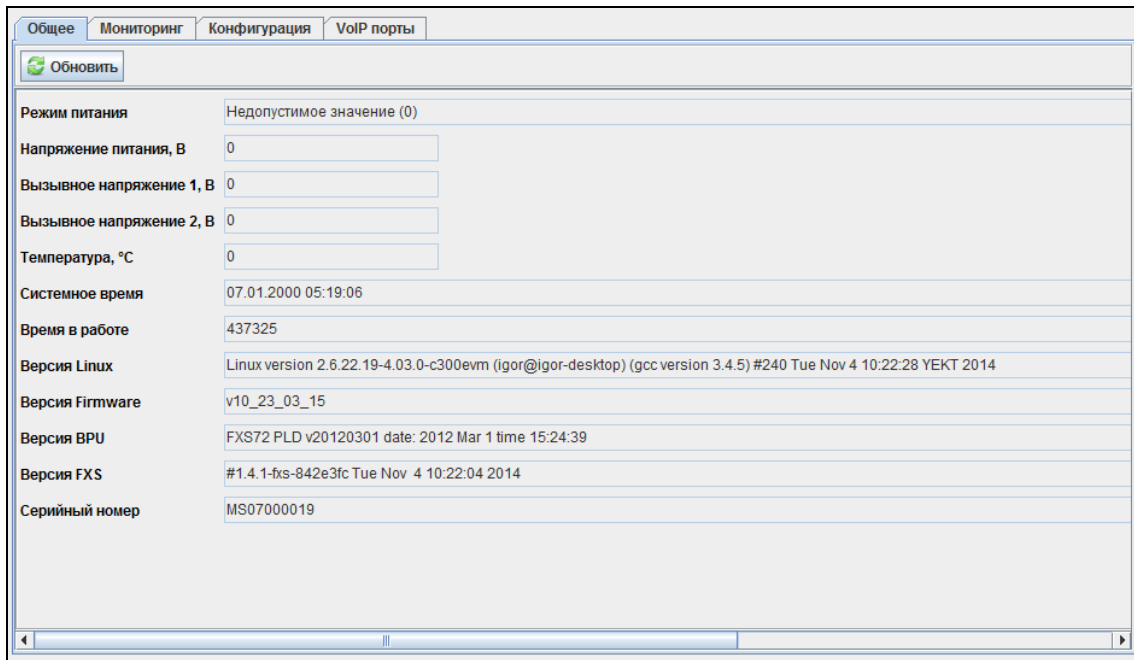 Общее Мониторинг Конфигурация VoIP порты
Обновить
Режим питания Недопустимое значение (0)
Напряжение питания, В 0
Вызывное напряжение 1, В 0
Вызывное напряжение 2, В 0
Температура, °C 0
Системное время 07.01.2000 05:19:06
Время в работе 437325
Версия Linux Linux version 2.6.22.19-4.03.0-c300evm (igor@igor-desktop) (gcc version 3.4.5) #240 Tue Nov 4 10:22:28 YEKT 2014
Версия Firmware v10_23_03_15
Версия BPU FXS72 PLD v20120301 date: 2012 Mar 1 time 15:24:39
Версия FXS #1.4.1-fxs-842e3fc Tue Nov 4 10:22:04 2014
Серийный номер MS07000019